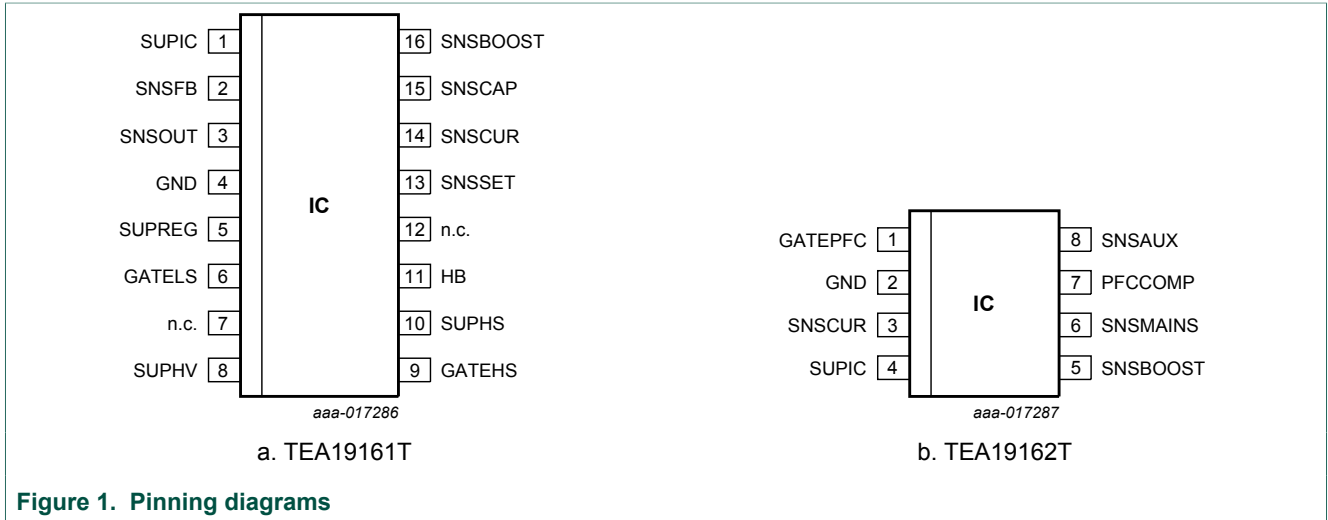 SUPIC 1
SNSFB 2
SNSOUT 3
GND 4
SUPREG 5
GATELS 6
n.c. 7
SUPHV 8
IC
16 SNSBOOST
15 SNSCAP
14 SNSCUR
13 SNSSET
12 n.c.
11 HB
10 SUPHS
9 GATEHS
aaa-017286
a. TEA19161T
GATEPFC 1
GND 2
SNSCUR 3
SUPIC 4
IC
8 SNSAUX
7 PFCCOMP
6 SNSMAINS
5 SNSBOOST
aaa-017287
b. TEA19162T
Figure 1. Pinning diagrams